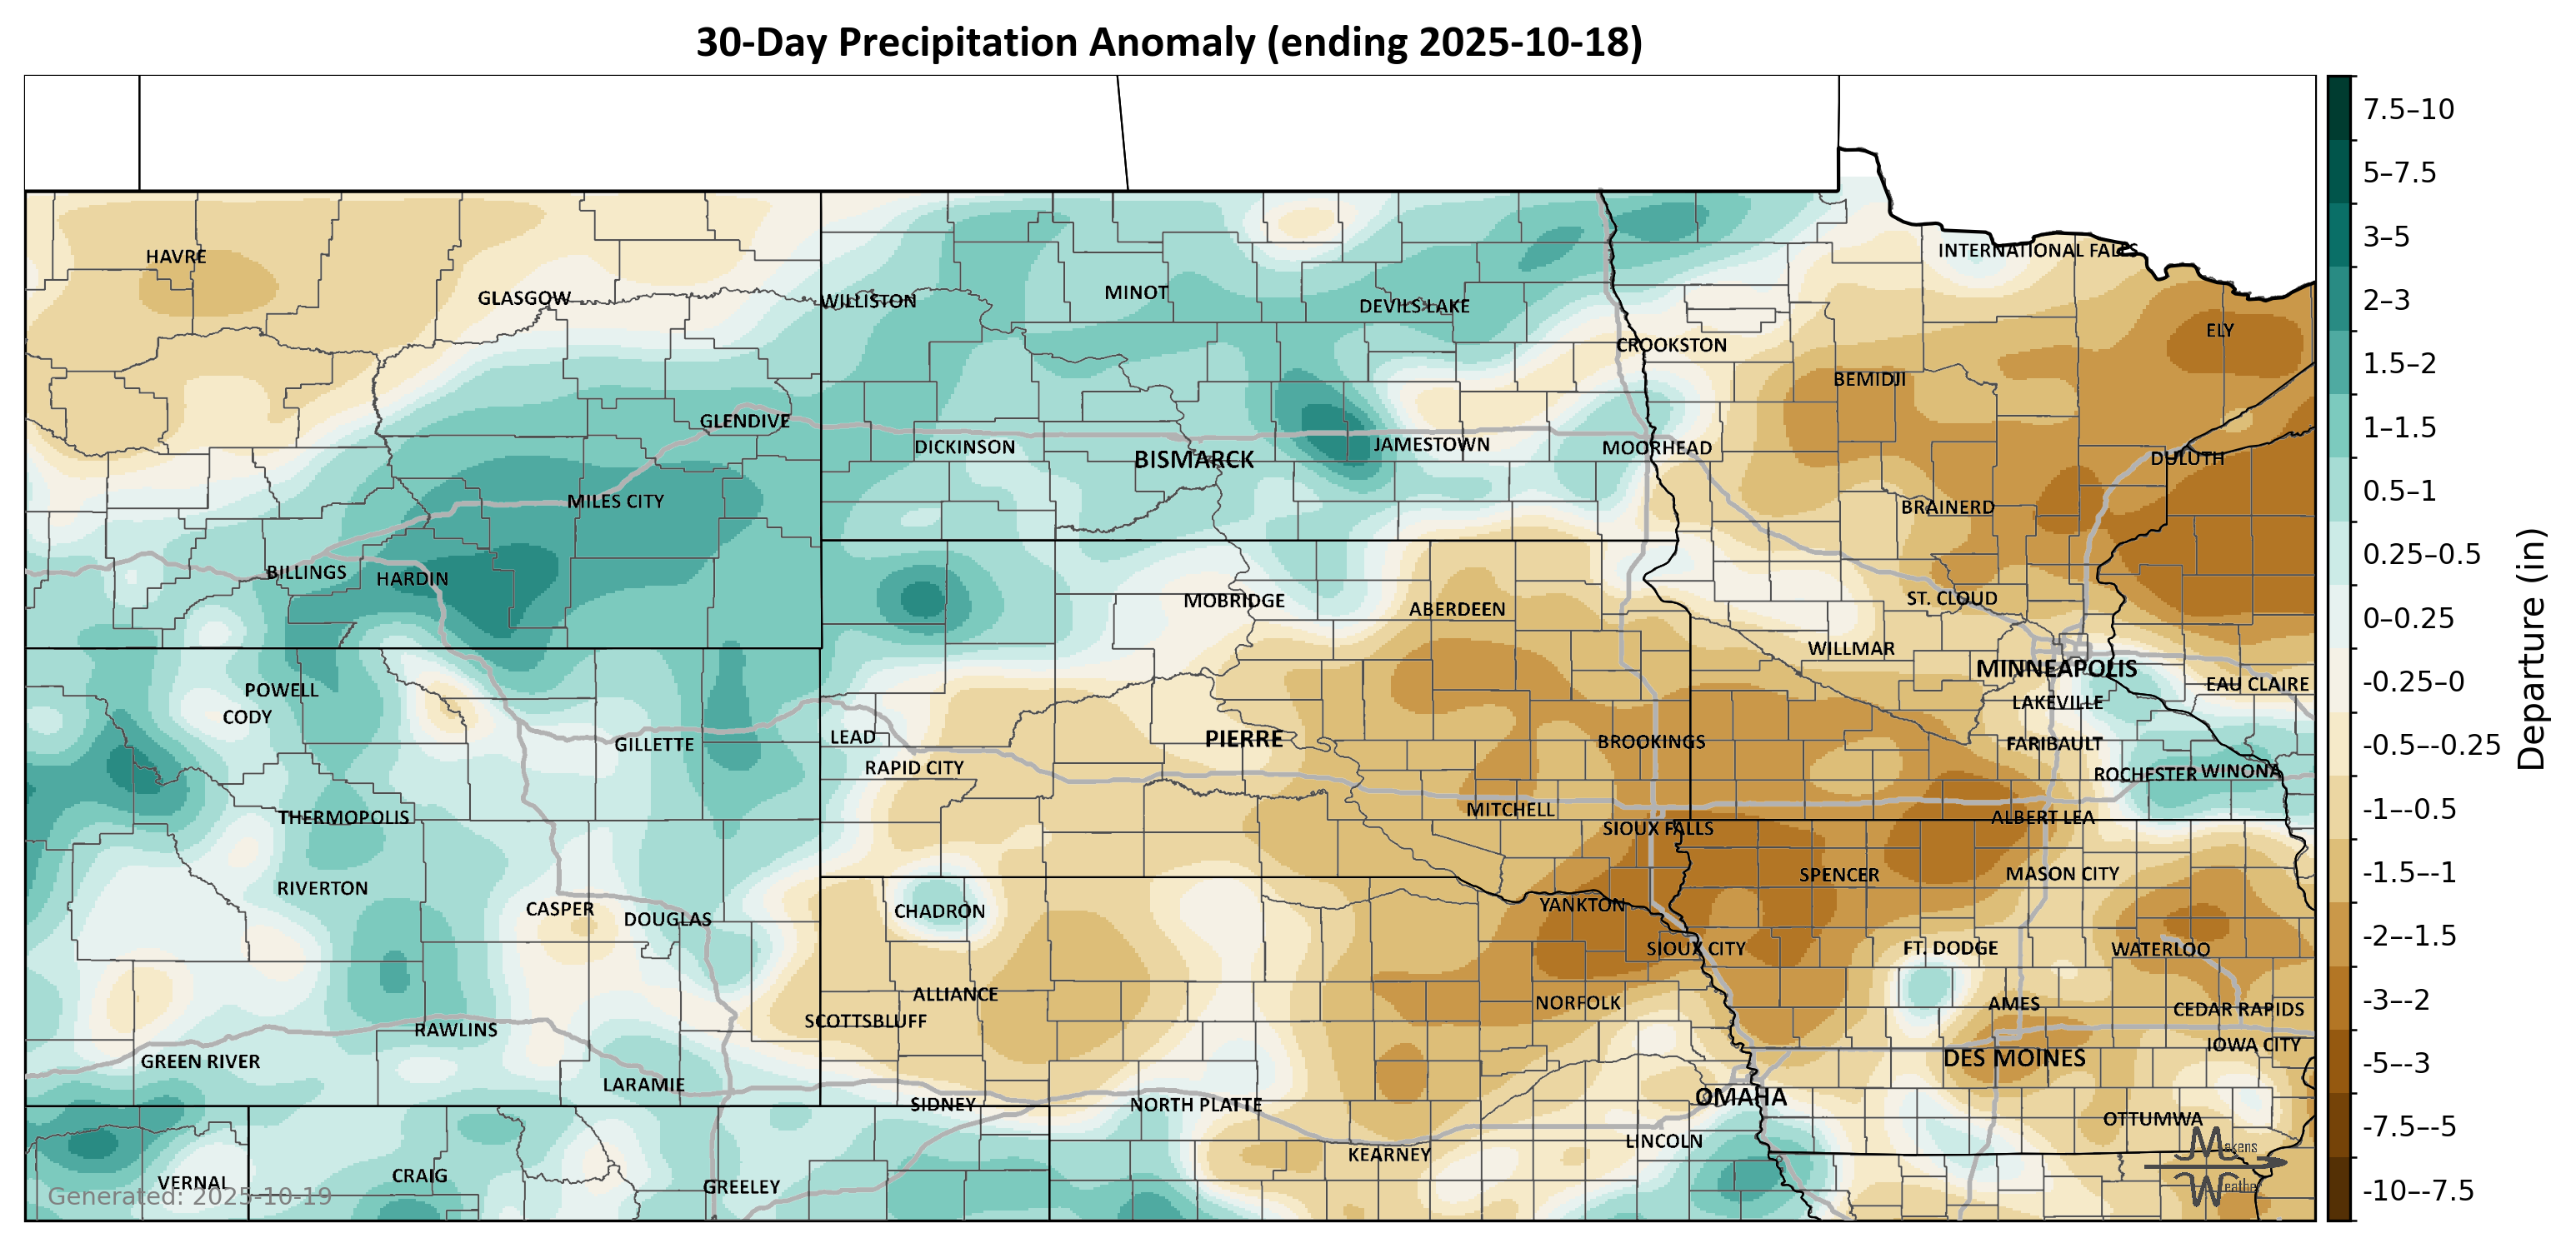 30-Day Precipitation Anomaly (ending 2025-10-18)
HAVRE
GLASGOW
WILLISTON
MINOT
DEVILS LAKE
INTERNATIONAL FALLS
ELY
CROOKSTON
BEMIDJI
GLENDIVE
DICKINSON
BISMARCK
JAMESTOWN
MOORHEAD
DULUTH
MILES CITY
BRAINERD
BILLINGS
HARDIN
MOBRIDGE
ABERDEEN
ST. CLOUD
WILLMAR
MINNEAPOLIS
EAU CLAIRE
POWELL
CODY
LAKEVILLE
GILLETTE
LEAD
PIERRE
BROOKINGS
FARIBAULT
RAPID CITY
ROCHESTER
WINONA
THERMOPOLIS
MITCHELL
SIOUX FALLS
ALBERT LEA
RIVERTON
SPENCER
MASON CITY
CASPER
DOUGLAS
CHADRON
YANKTON
SIOUX CITY
FT. DODGE
WATERLOO
ALLIANCE
NORFOLK
AMES
CEDAR RAPIDS
SCOTTSBLUFF
RAWLINS
IOWA CITY
GREEN RIVER
DES MOINES
LARAMIE
OMAHA
SIDNEY
NORTH PLATTE
OTTUMWA
LINCOLN
KEARNEY
VERNAL
CRAIG
GREELEY
Generated: 2025-10-19
Makens
Weather
7.5–10
5–7.5
3–5
2–3
1.5–2
1–1.5
0.5–1
0.25–0.5
0–0.25
-0.25–0
-0.5–-0.25
-1–-0.5
-1.5–-1
-2–-1.5
-3–-2
-5–-3
-7.5–-5
-10–-7.5
Departure (in)